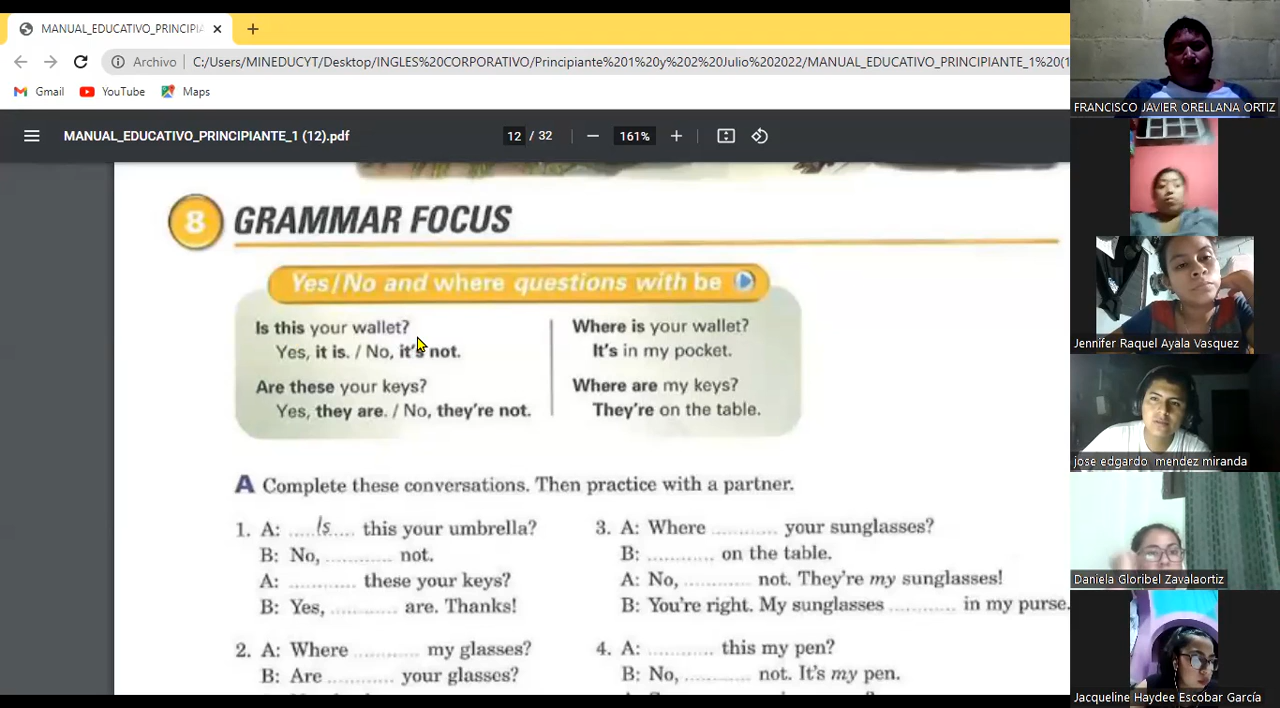 MANUAL_EDUCATIVO_PRINCIPIA
Archivo C:/Users/MINEDUCYT/Desktop/INGLES%20CORPORATIVO/Principiante%201%20y%202%20Julio%202022/MANUAL_EDUCATIVO_PRINCIPIANTE_1%20(1
Gmail YouTube Maps
MANUAL_EDUCATIVO_PRINCIPIANTE_1 (12).pdf 12 / 32 161%
8 GRAMMAR FOCUS
Yes/No and where questions with be
Is this your wallet?
Yes, it is. / No, it's not.
Are these your keys?
Yes, they are. / No, they're not.
Where is your wallet?
It's in my pocket.
Where are my keys?
They're on the table.
A Complete these conversations. Then practice with a partner.
1. A: .....Is.... this your umbrella?
B: No, ............ not.
A: ............ these your keys?
B: Yes, ............ are. Thanks!
2. A: Where ............ my glasses?
B: Are ............ your glasses?
3. A: Where ............ your sunglasses?
B: ............ on the table.
A: No, ............ not. They're my sunglasses!
B: You're right. My sunglasses ............ in my purse.
4. A: ............ this my pen?
B: No, ............ not. It's my pen.
FRANCISCO JAVIER ORELLANA ORTIZ
Jennifer Raquel Ayala Vasquez
jose edgardo mendez miranda
Daniela Gloribel Zavalaortiz
Jacqueline Haydee Escobar García